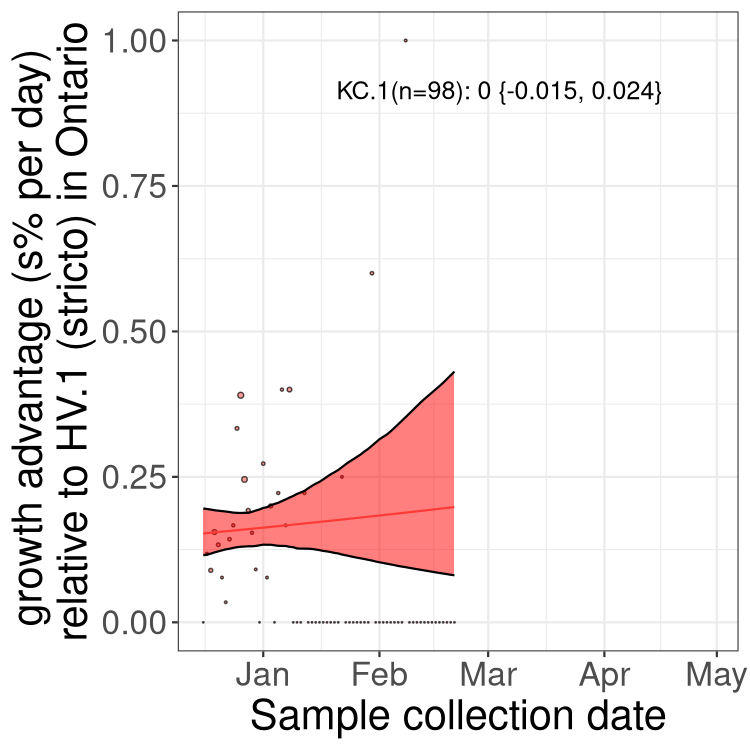 growth advantage (s% per day)
relative to HV.1 (stricto) in Ontario
1.00
0.75
0.50
0.25
0.00
KC.1(n=98): 0 {-0.015, 0.024}
Jan Feb Mar Apr May
Sample collection date